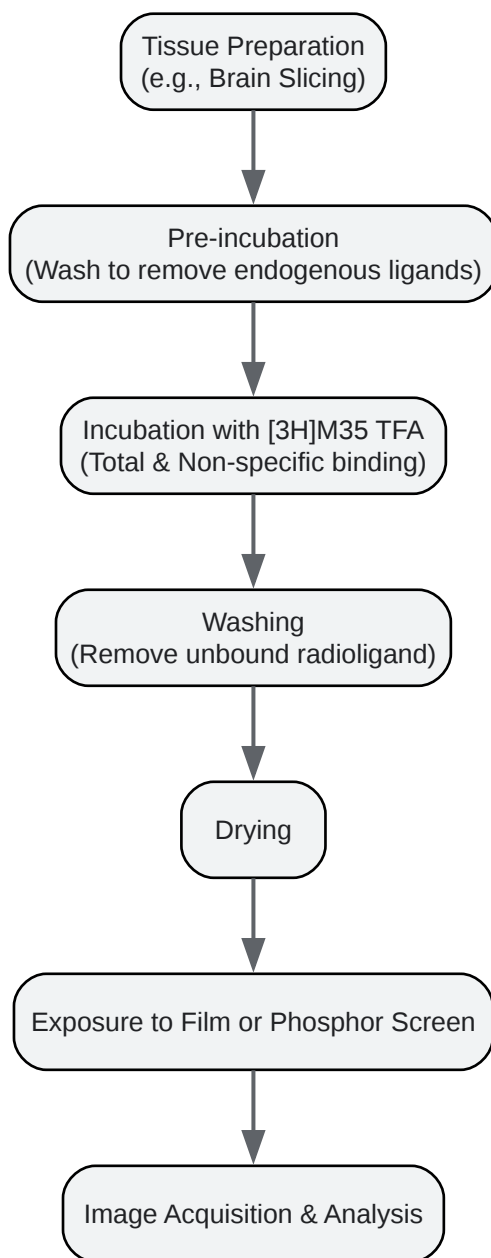 Tissue Preparation
(e.g., Brain Slicing)
Pre-incubation
(Wash to remove endogenous ligands)
Incubation with [3H]M35 TFA
(Total & Non-specific binding)
Washing
(Remove unbound radioligand)
Drying
Exposure to Film or Phosphor Screen
Image Acquisition & Analysis